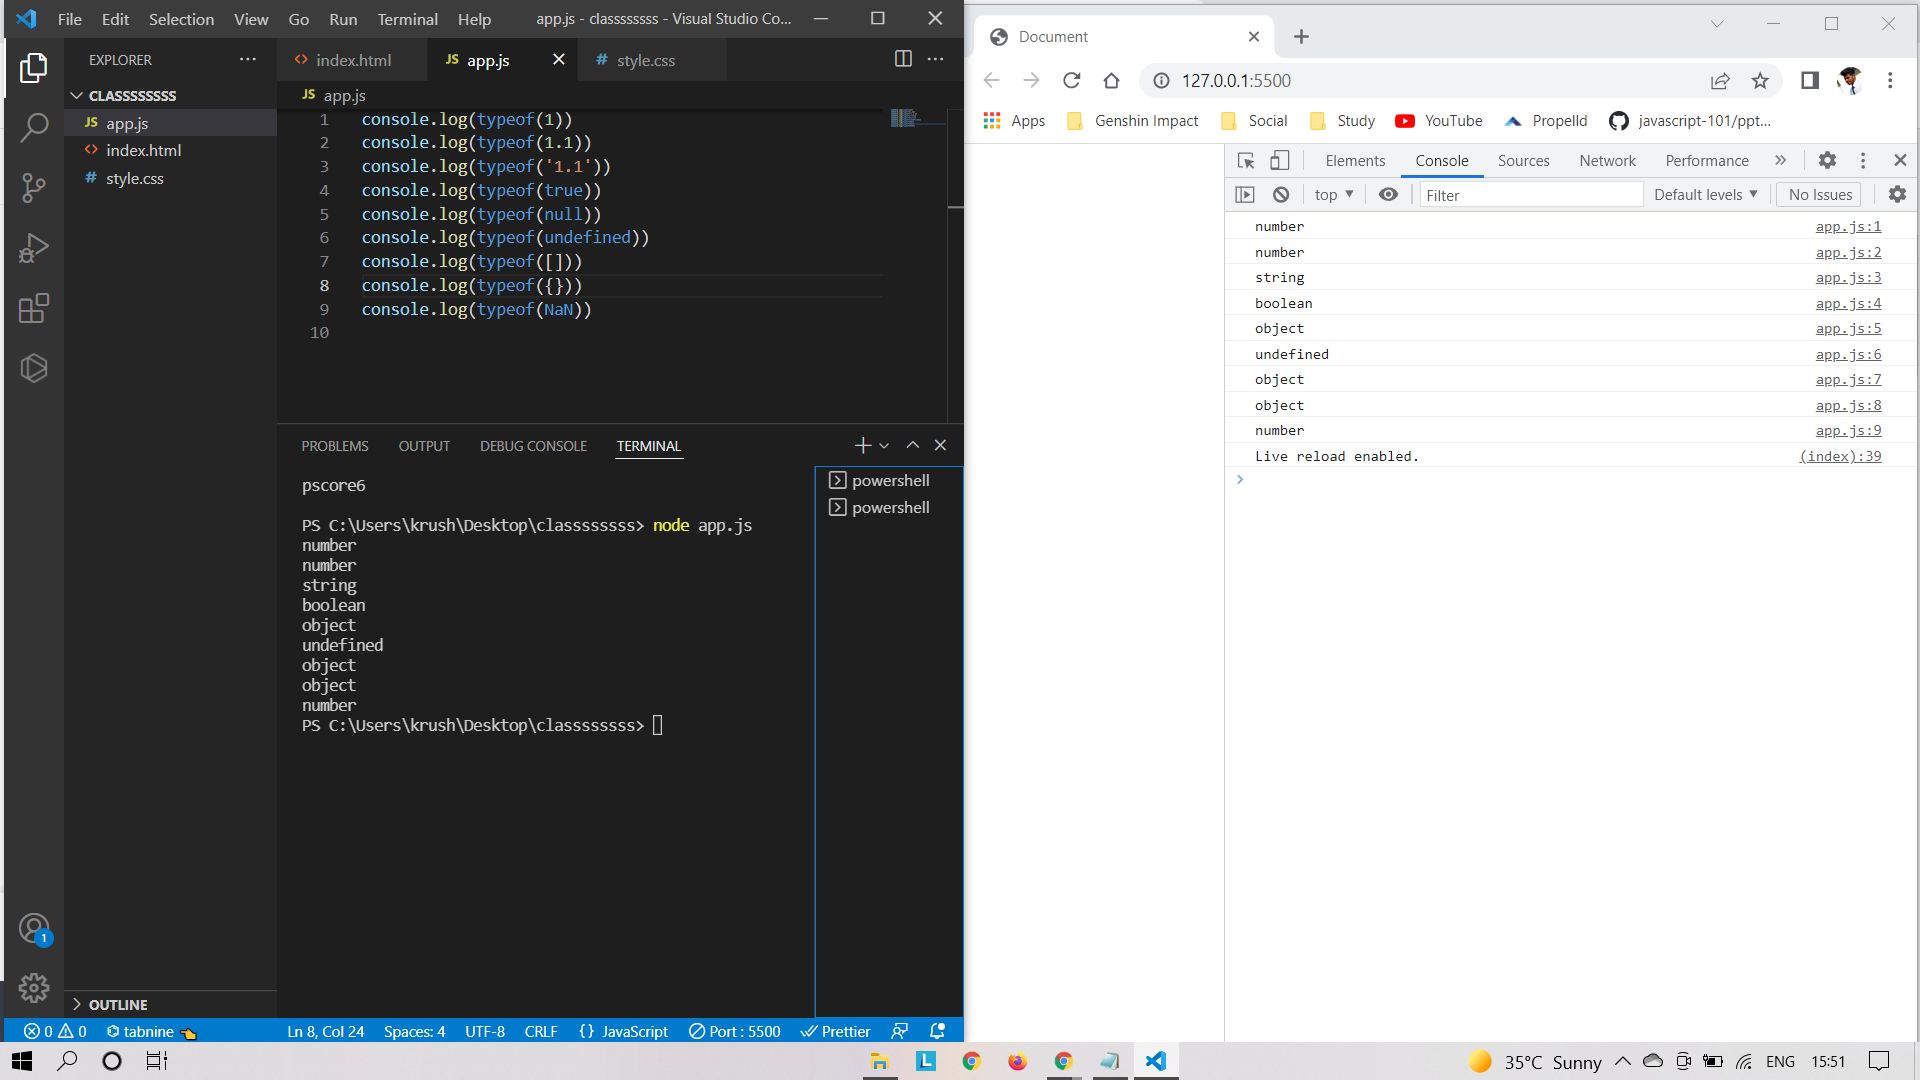 File Edit Selection View Go Run Terminal Help app.js - classssssss - Visual Studio Co...
EXPLORER
CLASSSSSSSS
JS app.js
<> index.html
# style.css
OUTLINE
<> index.html JS app.js # style.css
JS app.js
1 console.log(typeof(1))
2 console.log(typeof(1.1))
3 console.log(typeof('1.1'))
4 console.log(typeof(true))
5 console.log(typeof(null))
6 console.log(typeof(undefined))
7 console.log(typeof([]))
8 console.log(typeof({}))
9 console.log(typeof(NaN))
10
PROBLEMS OUTPUT DEBUG CONSOLE TERMINAL
pscore6
PS C:\Users\krush\Desktop\classssssss> node app.js
number
number
string
boolean
object
undefined
object
object
number
PS C:\Users\krush\Desktop\classssssss>
powershell
powershell
1
0 0 tabnine Ln 8, Col 24 Spaces: 4 UTF-8 CRLF {} JavaScript Port : 5500 Prettier
Document
127.0.0.1:5500
Apps Genshin Impact Social Study YouTube Propelld javascript-101/ppt...
Elements Console Sources Network Performance
top Filter Default levels No Issues
number app.js:1
number app.js:2
string app.js:3
boolean app.js:4
object app.js:5
undefined app.js:6
object app.js:7
object app.js:8
number app.js:9
Live reload enabled. (index):39
L 35°C Sunny ENG 15:51